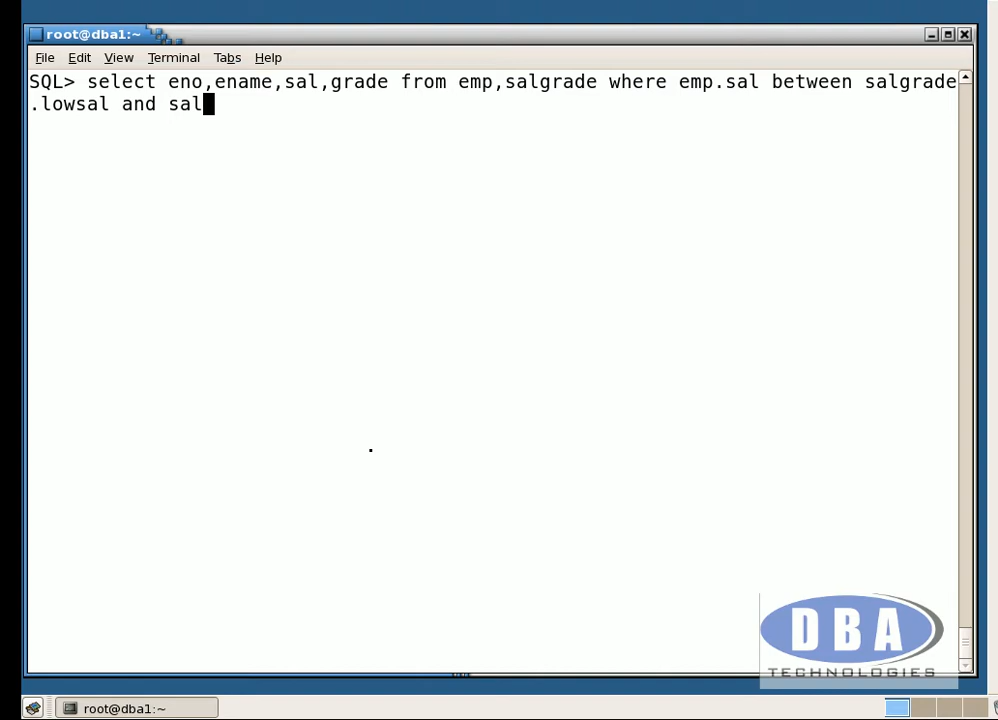 root@dba1:~
File Edit View Terminal Tabs Help
SQL> select eno,ename,sal,grade from emp,salgrade where emp.sal between salgrade
.lowsal and sal
.
DBA
TECHNOLOGIES
root@dba1:~